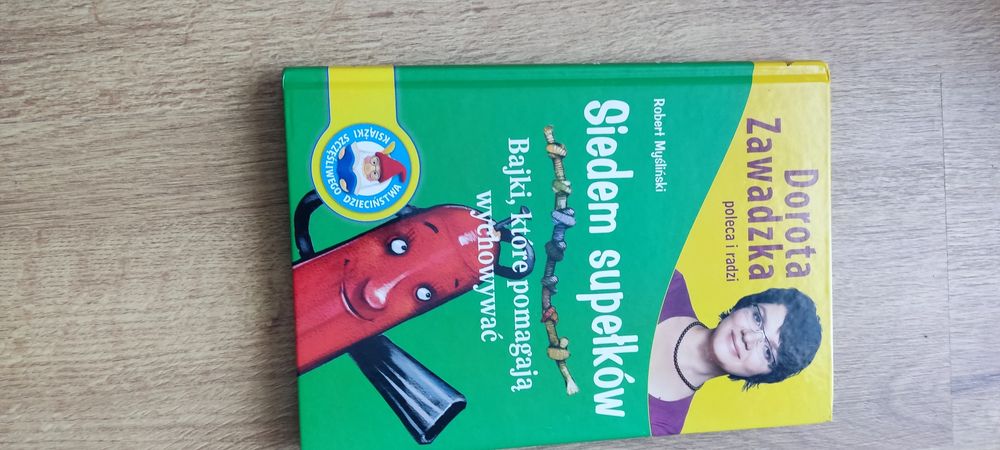 Dorota
Zawadzka
poleca i radzi
Robert Myśliński
Siedem supełków
Bajki, które pomagają
wychowywać
KSIĄŻKI SZCZĘŚLIWEGO DZIECIŃSTWA